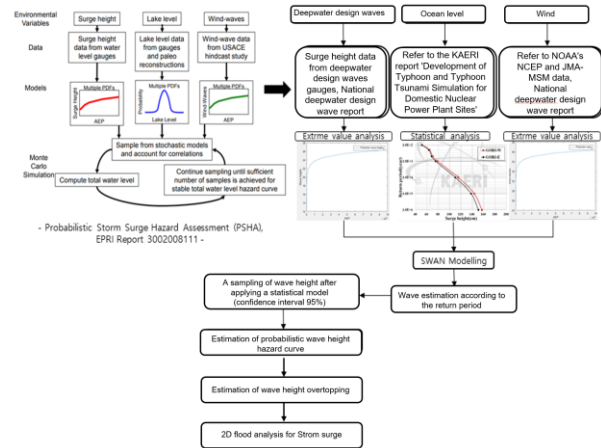 Environmental
Variables
Surge height
Lake level
Wind-waves
Data
Surge height
data from water
level gauges
Lake level data
from gauges
and paleo
reconstructions
Wind-wave data
from USACE
hindcast study
Models
Multiple PDFs
Surge Height
AEP
Multiple PDFs
Probability
Lake Level
Multiple PDFs
Wind-Waves
AEP
Monte
Carlo
Simulation
Sample from stochastic models
and account for correlations
Compute total water level
Continue sampling until sufficient
number of samples is achieved for
stable total water level hazard curve
- Probabilistic Storm Surge Hazard Assessment (PSHA),
EPRI Report 3002008111 -
Deepwater design waves
Ocean level
Wind
Surge height data
from deepwater
design waves
gauges, National
deepwater design
wave report
Refer to the KAERI
report 'Development of
Typhoon and Typhoon
Tsunami Simulation for
Domestic Nuclear
Power Plant Sites'
Refer to NOAA's
NCEP and JMA-
MSM data,
National
deepwater design
wave report
Extrme value analysis
Statistical analysis
Extrme value analysis
KAERI
Surge height(cm)
SWAN Modelling
Wave estimation according to
the return period
A sampling of wave height after
applying a statistical model
(confidence interval 95%)
Estimation of probabilistic wave height
hazard curve
Estimation of wave height overtopping
2D flood analysis for Strom surge